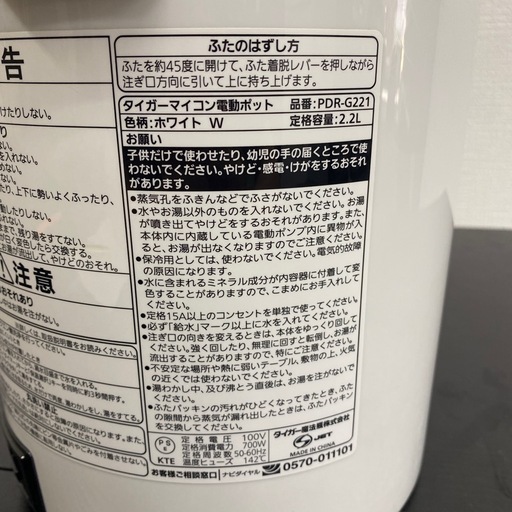 告
ふたのはずし方
ふたを約45度に開けて、ふた着脱レバーを押しながら
注ぎ口方向に引いて上に持ち上げます。
タイガーマイコン電動ポット 品番:PDR-G221
色柄:ホワイト W 定格容量:2.2L
お願い
子供だけで使わせたり、幼児の手の届くところで使
わないでください。やけど・感電・けがをするおそれ
があります。
●蒸気孔をふきんなどでふさがないでください。
●水やお湯以外のものを入れないでください。お湯
が噴き出てやけどをするおそれがあります。また、
本体内に内蔵している電動ポンプ内に異物が入る
と、お湯が出なくなりますのでご注意ください。
●保冷用としては、使わないでください。電気的故障
の原因になります。
●水に含まれるミネラル成分が内容器に付着して変
色することがありますので、こまめにお手入れして
ください。
●定格15A以上のコンセントを単独で使ってください。
●必ず「給水」マーク以上に水を入れてください。
●注ぎ口の向きを変えるときは、本体をゆっくり回して
ください。強く回したり、無理に回すと転倒し、お湯が
流出することがありますので、特にご注意ください。
●不安定な場所や熱に弱いテーブル、敷物の上、火気
の近くでは使わないでください。
●湯わかし中、及び沸とう直後は、お湯を注がないで
ください。
●ふたパッキンの汚れがひどくなってきたとき、ふた
の隙間から蒸気が漏れ出したときは、ふたパッキン
を交換してください。
PSE
KTE
定格電圧 100V
定格消費電力 700W
定格周波数 50-60Hz
温度ヒューズ 142℃
タイガー魔法瓶株式会社
JET
MADE IN CHINA
お客様ご相談窓口 ナビダイヤル 0570-011101
けたりしない。
上下に勢いよくふったり、
注意
おそれあり